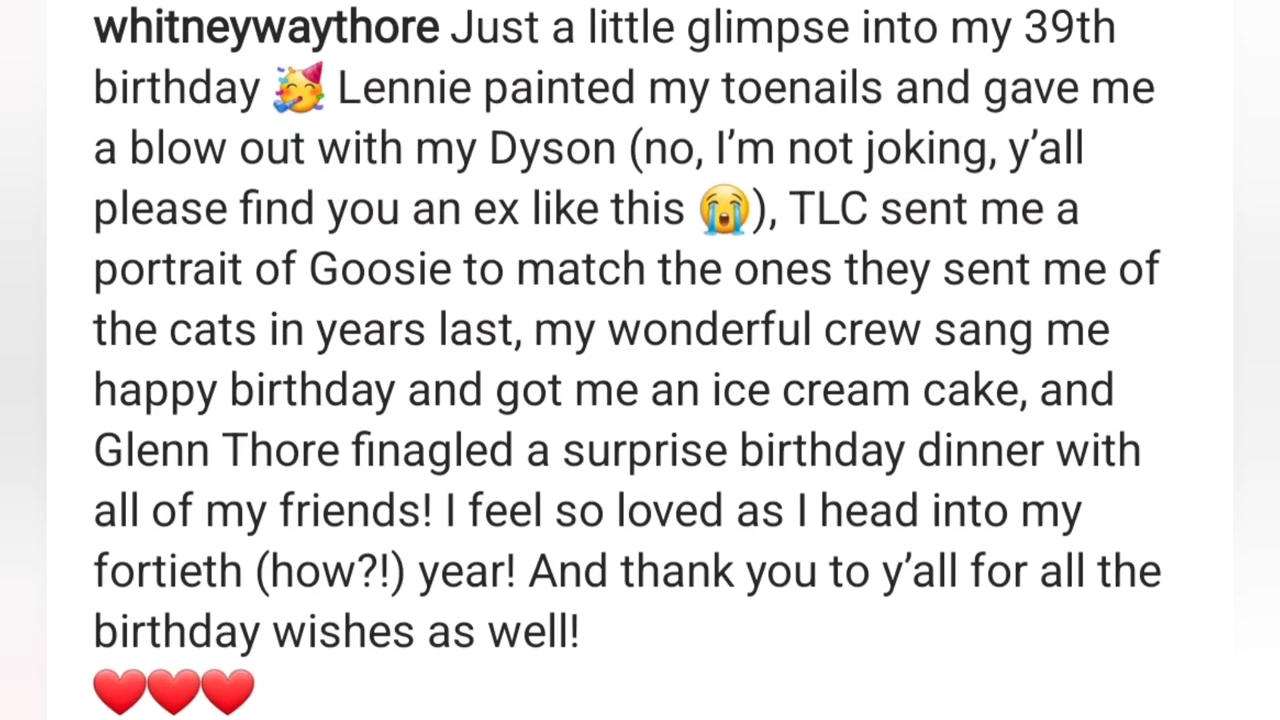 whitneywaythore Just a little glimpse into my 39th
birthday 🥳 Lennie painted my toenails and gave me
a blow out with my Dyson (no, I’m not joking, y’all
please find you an ex like this 😭), TLC sent me a
portrait of Goosie to match the ones they sent me of
the cats in years last, my wonderful crew sang me
happy birthday and got me an ice cream cake, and
Glenn Thore finagled a surprise birthday dinner with
all of my friends! I feel so loved as I head into my
fortieth (how?!) year! And thank you to y’all for all the
birthday wishes as well!
❤️❤️❤️